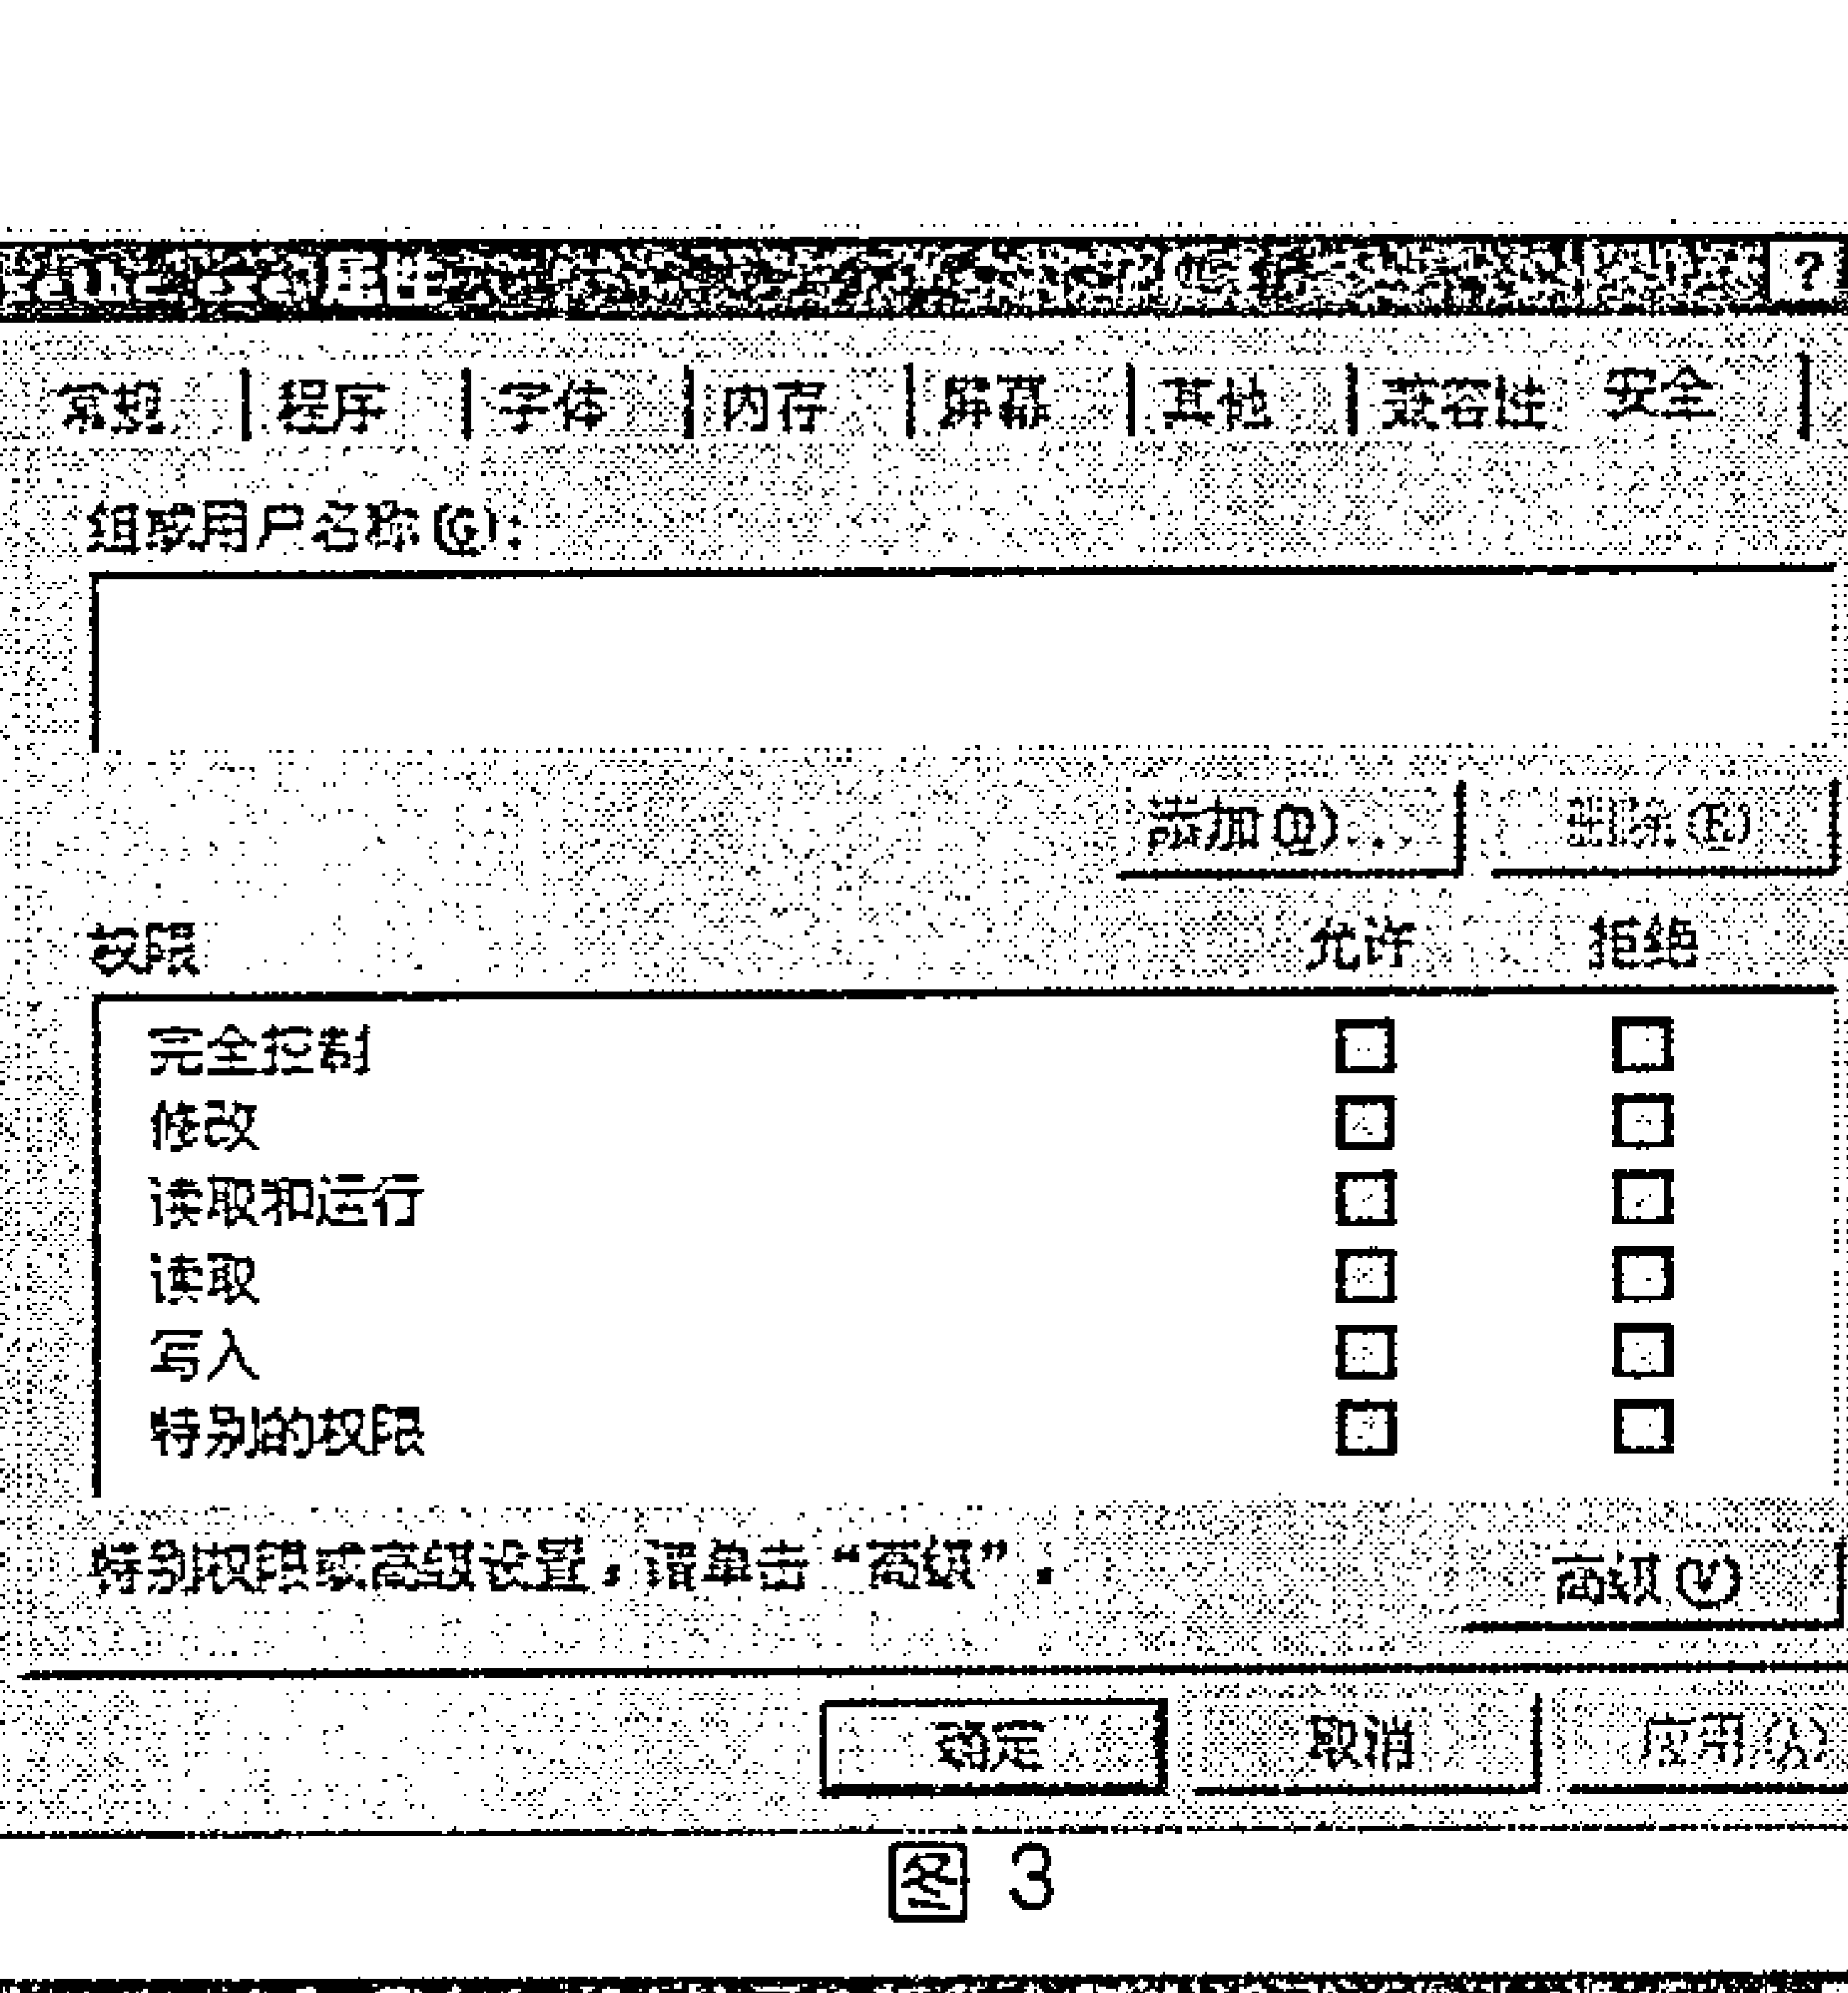 属性 ?
常规 程序 字体 内存 屏幕 其他 兼容性 安全
组或用户名称(G):
添加(D)... 删除(R)
权限 允许 拒绝
完全控制
修改
读取和运行
读取
写入
特别的权限
特别权限或高级设置，请单击“高级”。 高级(V)
确定 取消 应用(A)
图 3